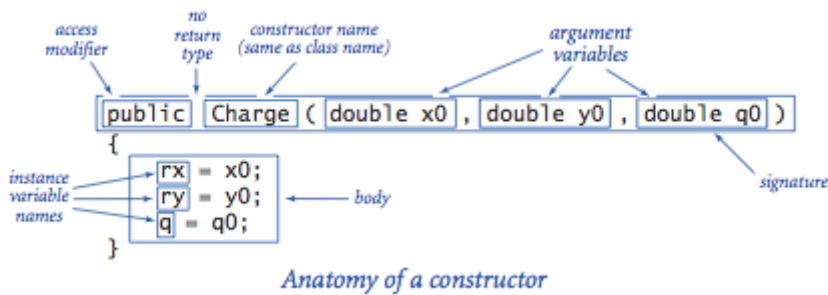 access modifier
no return type
constructor name (same as class name)
argument variables
public Charge ( double x0 , double y0 , double q0 )
signature
{
instance variable names
rx = x0;
ry = y0;
q = q0;
body
}
Anatomy of a constructor